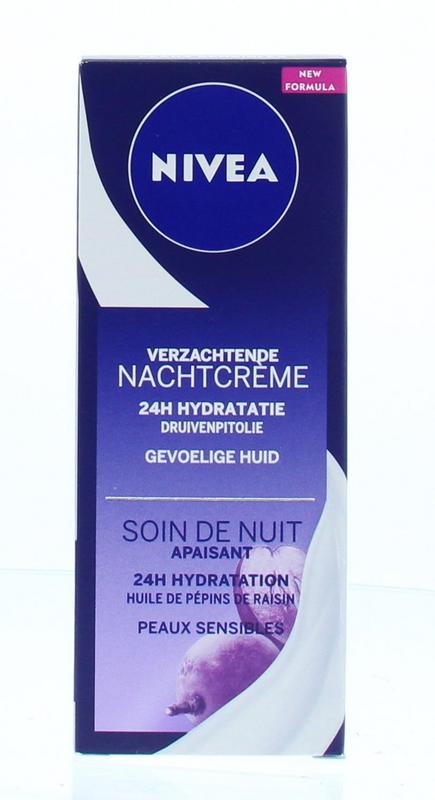 NEW
FORMULA
NIVEA
VERZACHTENDE
NACHTCRÈME
24H HYDRATATIE
DRUIVENPITOLIE
GEVOELIGE HUID
SOIN DE NUIT
APAISANT
24H HYDRATATION
HUILE DE PÉPINS DE RAISIN
PEAUX SENSIBLES